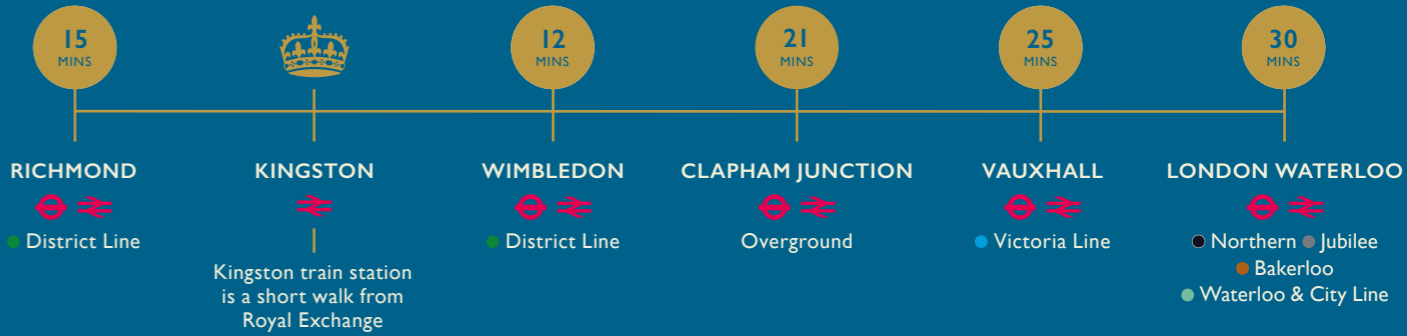 15
MINS
12
MINS
21
MINS
25
MINS
30
MINS
RICHMOND
District Line
KINGSTON
Kingston train station
is a short walk from
Royal Exchange
WIMBLEDON
District Line
CLAPHAM JUNCTION
Overground
VAUXHALL
Victoria Line
LONDON WATERLOO
Northern Jubilee
Bakerloo
Waterloo & City Line